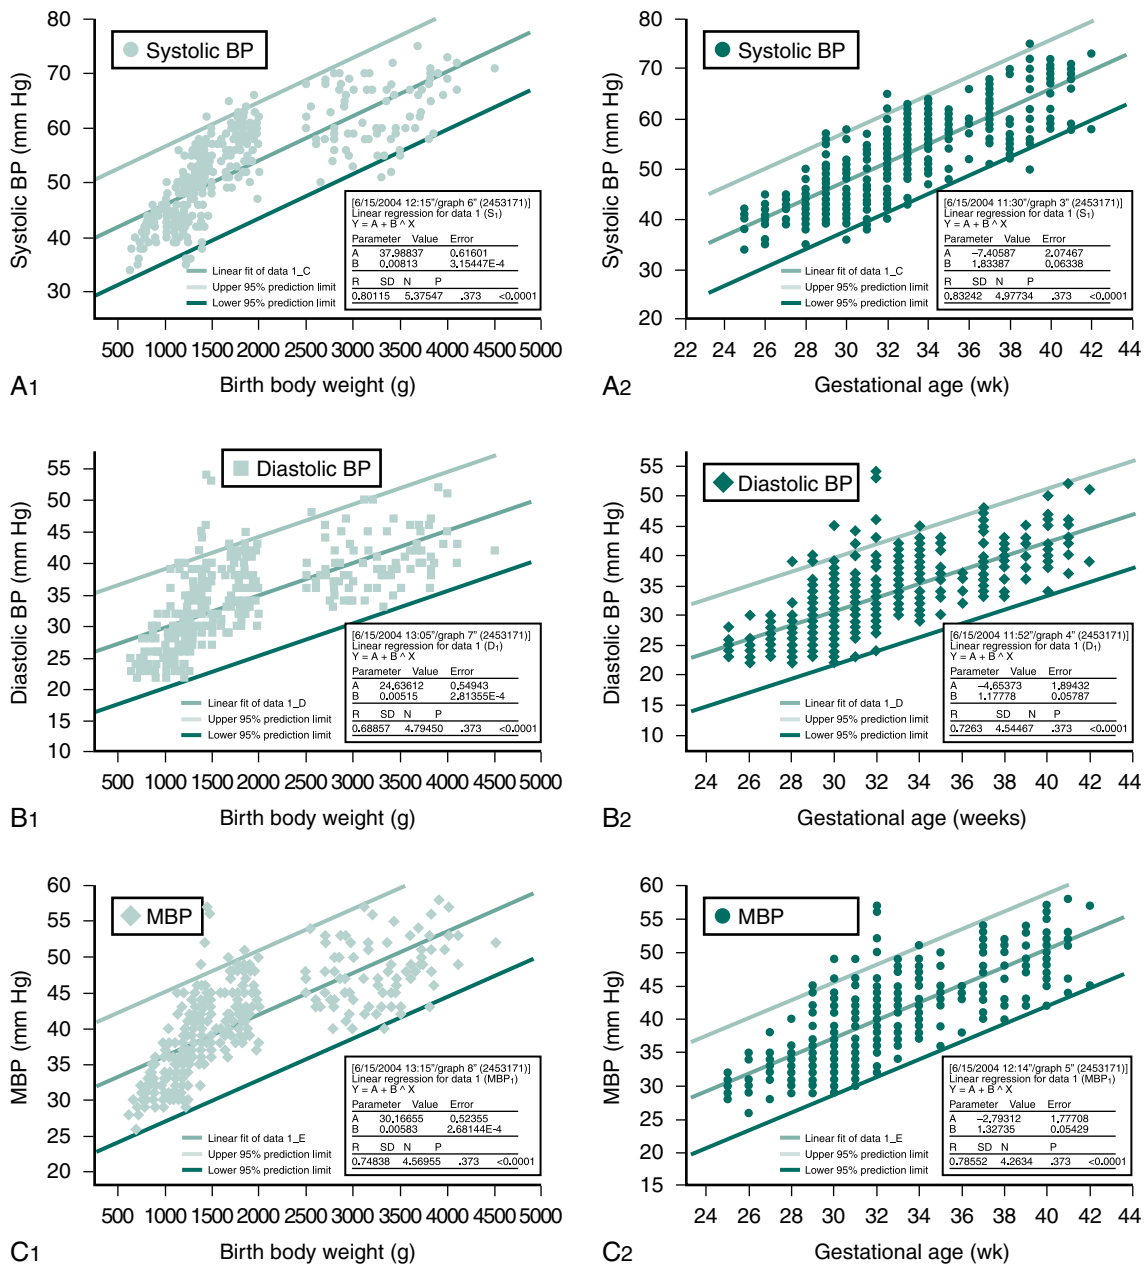 80
70
60
50
40
30
Systolic BP (mm Hg)
Systolic BP
[6/15/2004 12:15"/graph 6" (2453171)]
Linear regression for data 1 (S1)
Y = A + B ^ X
Parameter Value Error
A 37.98837 0.61601
B 0.00813 3.15447E-4
R SD N P
0.80115 5.37547 .373 <0.0001
Linear fit of data 1_C
Upper 95% prediction limit
Lower 95% prediction limit
500 1000 1500 2000 2500 3000 3500 4000 4500 5000
Birth body weight (g)
A1
80
70
60
50
40
30
20
Systolic BP (mm Hg)
Systolic BP
[6/15/2004 11:30"/graph 3" (2453171)]
Linear regression for data 1 (S1)
Y = A + B ^ X
Parameter Value Error
A –7.40587 2.07467
B 1.83387 0.06338
R SD N P
0.83242 4.97734 .373 <0.0001
Linear fit of data 1_C
Upper 95% prediction limit
Lower 95% prediction limit
22 24 26 28 30 32 34 36 38 40 42 44
Gestational age (wk)
A2
55
50
45
40
35
30
25
20
15
10
Diastolic BP (mm Hg)
Diastolic BP
[6/15/2004 13:05"/graph 7" (2453171)]
Linear regression for data 1 (D1)
Y = A + B ^ X
Parameter Value Error
A 24.63612 0.54943
B 0.00515 2.81355E-4
R SD N P
0.68857 4.79450 .373 <0.0001
Linear fit of data 1_D
Upper 95% prediction limit
Lower 95% prediction limit
500 1000 1500 2000 2500 3000 3500 4000 4500 5000
Birth body weight (g)
B1
55
50
45
40
35
30
25
20
15
10
Diastolic BP (mm Hg)
Diastolic BP
[6/15/2004 11:52"/graph 4" (2453171)]
Linear regression for data 1 (D1)
Y = A + B ^ X
Parameter Value Error
A –4.65373 1.89432
B 1.17778 0.05787
R SD N P
0.7263 4.54467 .373 <0.0001
Linear fit of data 1_D
Upper 95% prediction limit
Lower 95% prediction limit
24 26 28 30 32 34 36 38 40 42 44
Gestational age (weeks)
B2
60
55
50
45
40
35
30
25
20
MBP (mm Hg)
MBP
[6/15/2004 13:15"/graph 8" (2453171)]
Linear regression for data 1 (MBP1)
Y = A + B ^ X
Parameter Value Error
A 30.16655 0.52355
B 0.00583 2.68144E-4
R SD N P
0.74838 4.56955 .373 <0.0001
Linear fit of data 1_E
Upper 95% prediction limit
Lower 95% prediction limit
500 1000 1500 2000 2500 3000 3500 4000 4500 5000
Birth body weight (g)
C1
60
55
50
45
40
35
30
25
20
15
MBP (mm Hg)
MBP
[6/15/2004 12:14"/graph 5" (2453171)]
Linear regression for data 1 (MBP1)
Y = A + B ^ X
Parameter Value Error
A –2.79312 1.77708
B 1.32735 0.05429
R SD N P
0.78552 4.2634 .373 <0.0001
Linear fit of data 1_E
Upper 95% prediction limit
Lower 95% prediction limit
24 26 28 30 32 34 36 38 40 42 44
Gestational age (wk)
C2